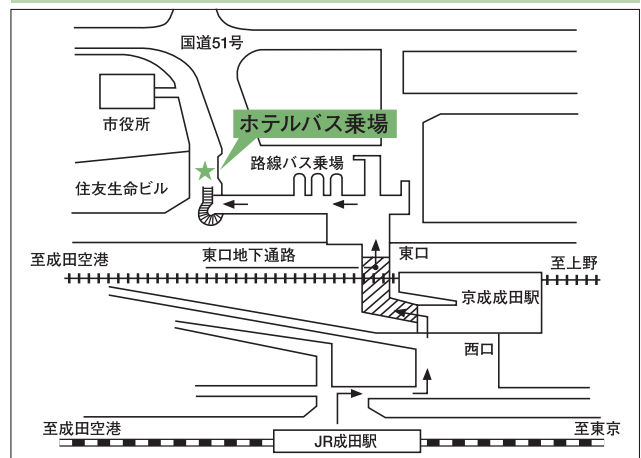 国道51号
市役所
ホテルバス乗場
路線バス乗場
住友生命ビル
東口地下通路
東口
至成田空港
至上野
京成成田駅
西口
至成田空港
至東京
JR成田駅